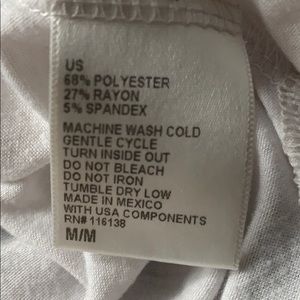 US
68% POLYESTER
27% RAYON
5% SPANDEX
MACHINE WASH COLD
GENTLE CYCLE
TURN INSIDE OUT
DO NOT BLEACH
DO NOT IRON
TUMBLE DRY LOW
MADE IN MEXICO
WITH USA COMPONENTS
RN# 116138
M/M